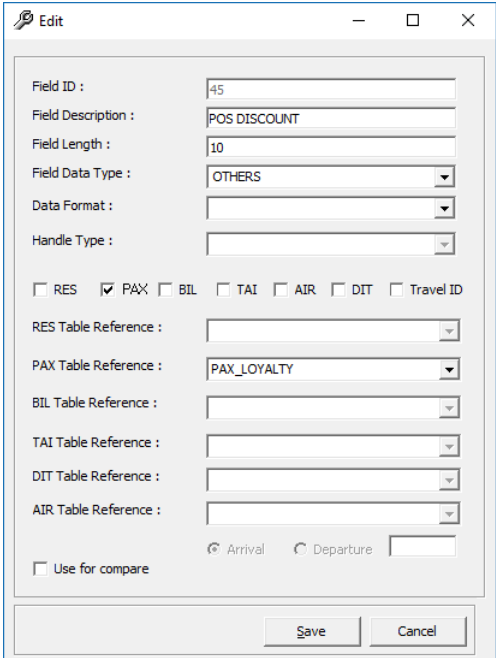 Edit
Field ID : 45
Field Description : POS DISCOUNT
Field Length : 10
Field Data Type : OTHERS
Data Format :
Handle Type :
RES PAX BIL TAI AIR DIT Travel ID
RES Table Reference :
PAX Table Reference : PAX_LOYALTY
BIL Table Reference :
TAI Table Reference :
DIT Table Reference :
AIR Table Reference :
Arrival Departure
Use for compare
Save Cancel